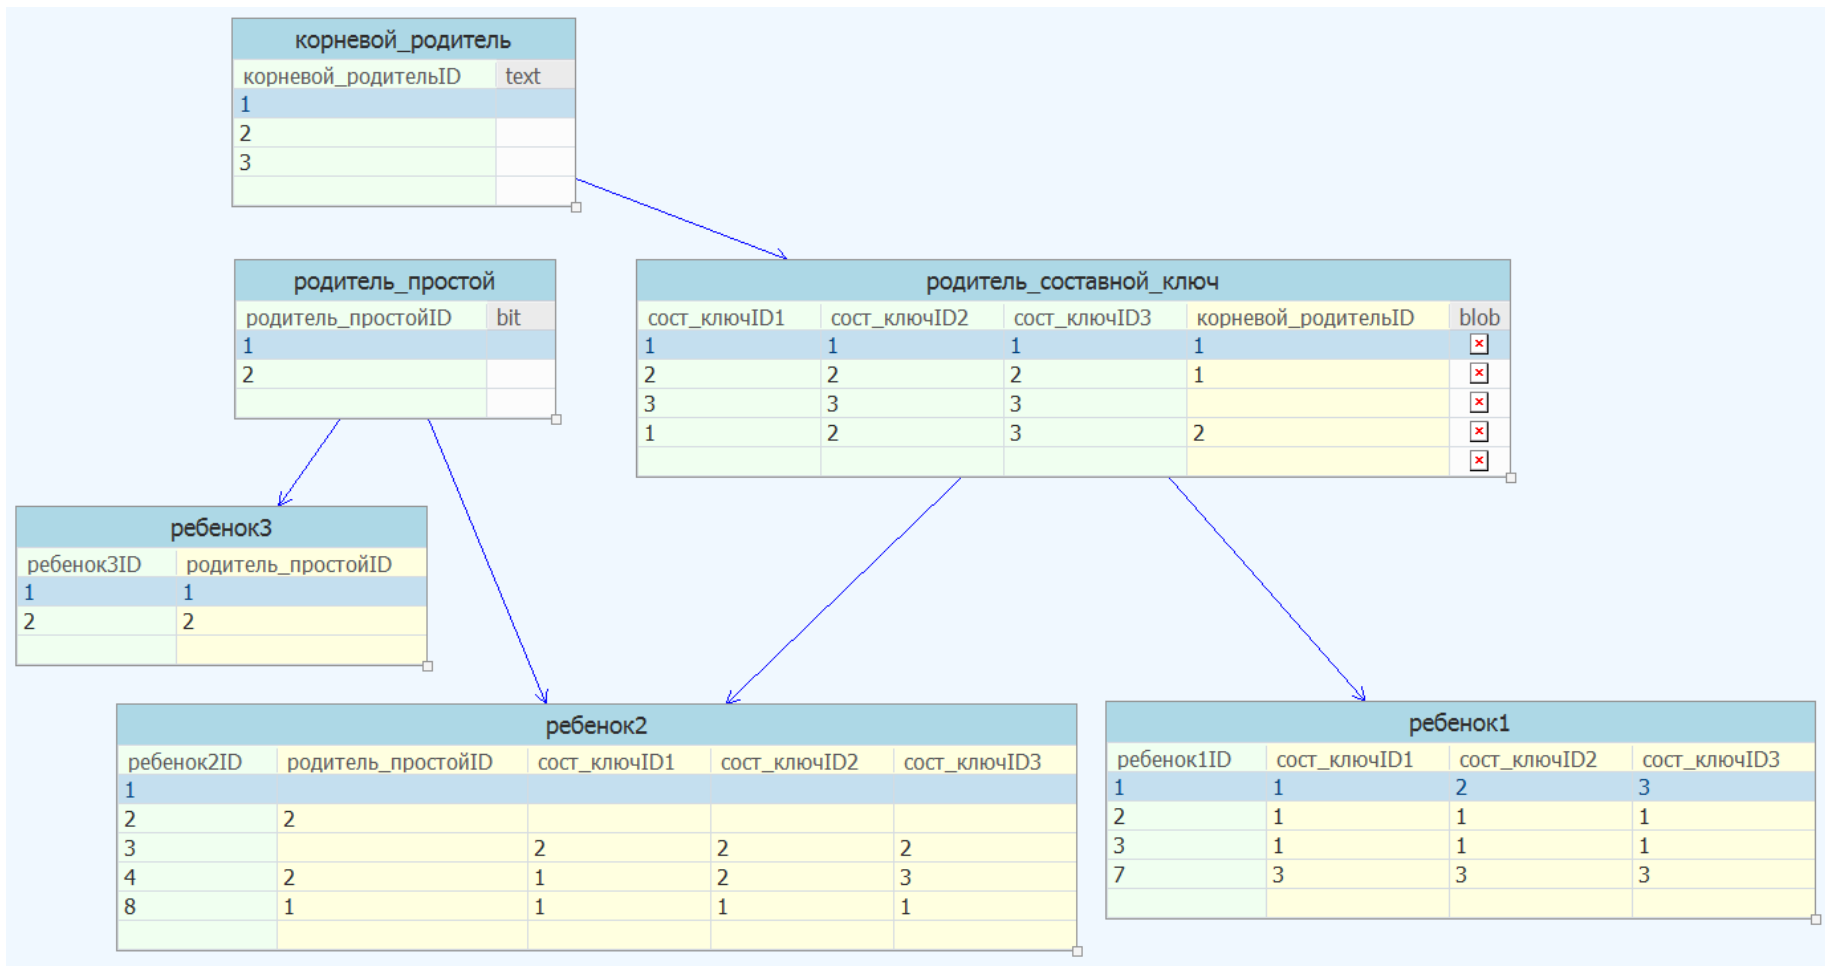 корневой_родитель
корневой_родительID text
1
2
3
родитель_простой
родитель_простойID bit
1
2
родитель_составной_ключ
сост_ключID1 сост_ключID2 сост_ключID3 корневой_родительID blob
1 1 1 1
2 2 2 1
3 3 3
1 2 3 2
ребенок3
ребенок3ID родитель_простойID
1 1
2 2
ребенок2
ребенок2ID родитель_простойID сост_ключID1 сост_ключID2 сост_ключID3
1
2 2
3 2 2 2
4 2 1 2 3
8 1 1 1 1
ребенок1
ребенок1ID сост_ключID1 сост_ключID2 сост_ключID3
1 1 2 3
2 1 1 1
3 1 1 1
7 3 3 3